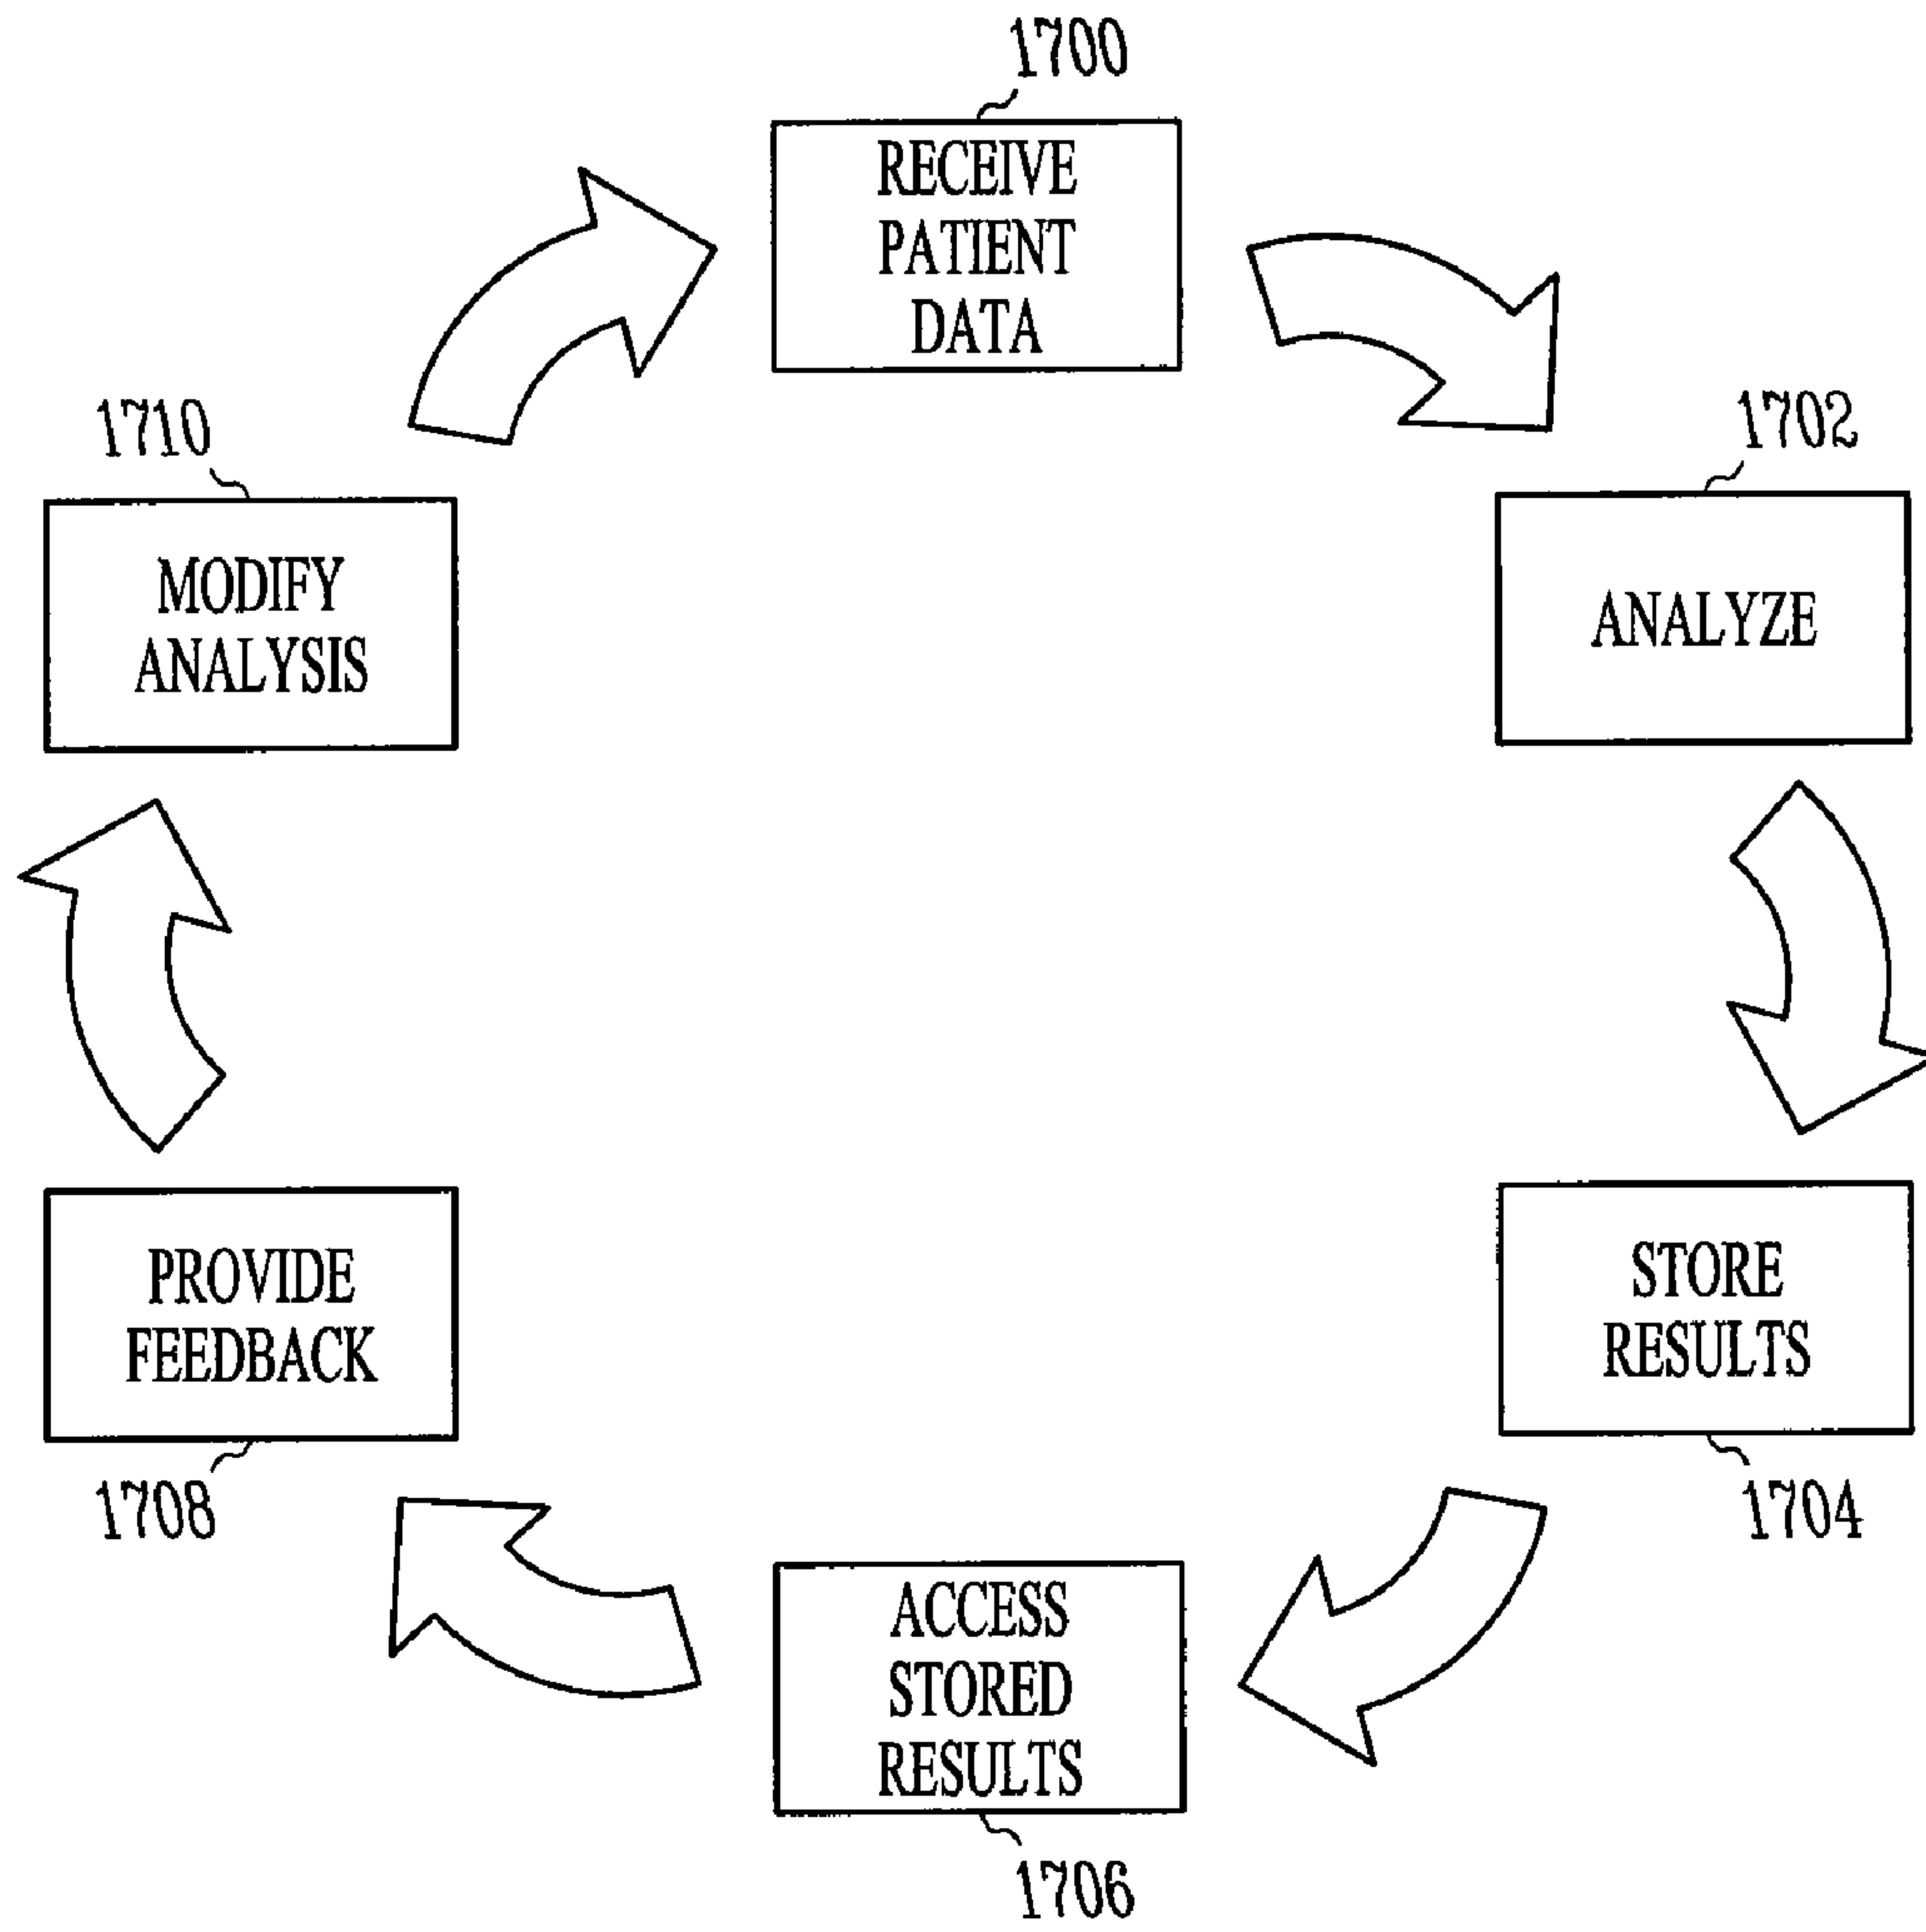 1700
RECEIVE
PATIENT
DATA
1702
ANALYZE
STORE
RESULTS
1704
ACCESS
STORED
RESULTS
1706
PROVIDE
FEEDBACK
1708
1710
MODIFY
ANALYSIS